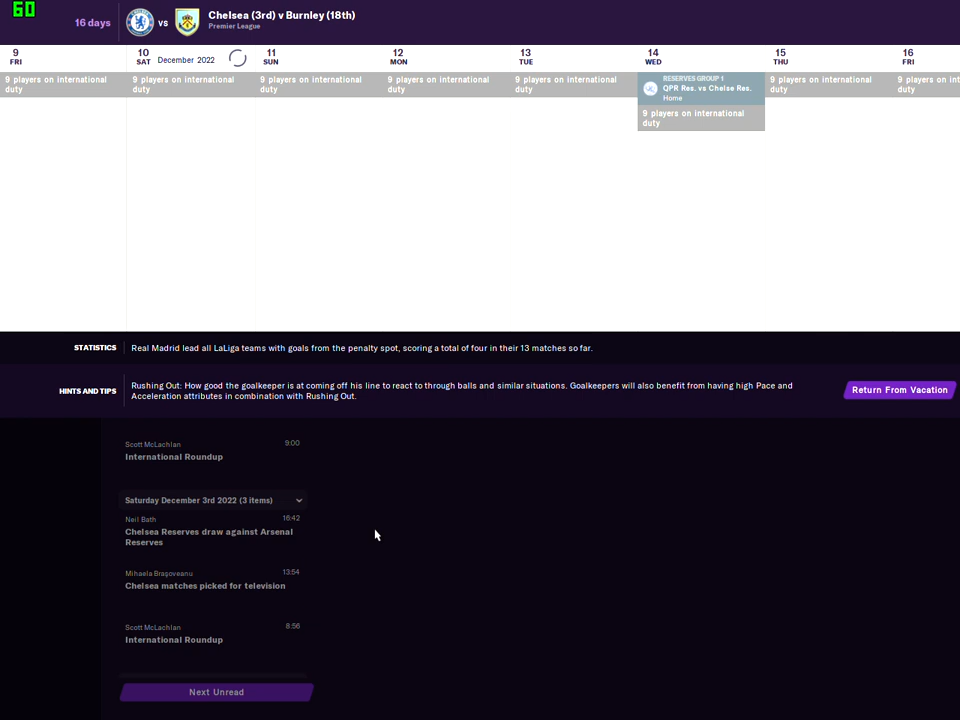 60
16 days
vs
Chelsea (3rd) v Burnley (18th)
Premier League
9
FRI
10
SAT
December 2022
11
SUN
12
MON
13
TUE
14
WED
15
THU
16
FRI
9 players on international
duty
9 players on international
duty
9 players on international
duty
9 players on international
duty
9 players on international
duty
RESERVES GROUP 1
QPR Res. vs Chelse Res.
Home
9 players on international
duty
9 players on international
duty
9 players on int
duty
STATISTICS
Real Madrid lead all LaLiga teams with goals from the penalty spot, scoring a total of four in their 13 matches so far.
HINTS AND TIPS
Rushing Out: How good the goalkeeper is at coming off his line to react to through balls and similar situations. Goalkeepers will also benefit from having high Pace and
Acceleration attributes in combination with Rushing Out.
Return From Vacation
Scott McLachlan
9:00
International Roundup
Saturday December 3rd 2022 (3 items)
Neil Bath
16:42
Chelsea Reserves draw against Arsenal
Reserves
Mihaela Braşoveanu
13:54
Chelsea matches picked for television
Scott McLachlan
8:56
International Roundup
Next Unread